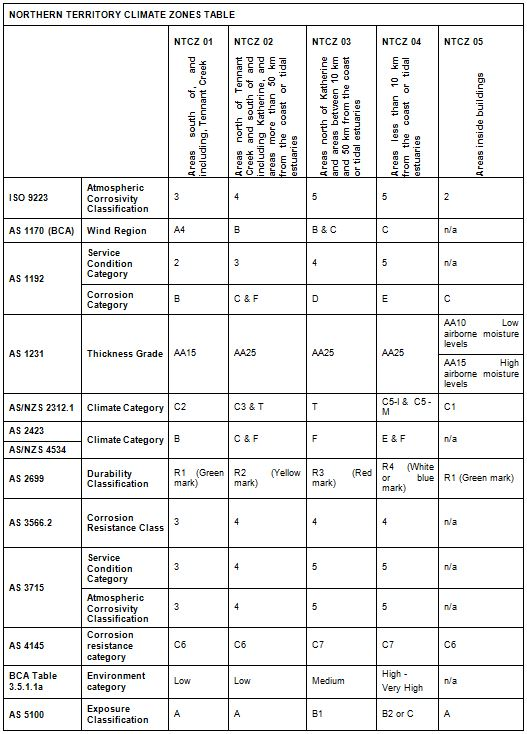 NORTHERN TERRITORY CLIMATE ZONES TABLE
NTCZ 01 NTCZ 02 NTCZ 03 NTCZ 04 NTCZ 05
Areas south of, and
including, Tennant Creek
Areas north of Tennant
Creek and south of and
including Katherine, and
areas more than 50 km
from the coast or tidal
estuaries
Areas north of Katherine
and areas between 10 km
and 50 km from the coast
or tidal estuaries
Areas less than 10 km
from the coast or tidal
estuaries
Areas inside buildings
ISO 9223
Atmospheric
Corrosivity
Classification
3 4 5 5 2
AS 1170 (BCA) Wind Region A4 B B & C C n/a
AS 1192
Service
Condition
Category
2 3 4 5 n/a
Corrosion
Category
B C & F D E C
AS 1231 Thickness Grade AA15 AA25 AA25 AA25
AA10 Low
airborne moisture
levels
AA15 High
airborne moisture
levels
AS/NZS 2312.1 Climate Category C2 C3 & T T
C5-I & C5 -
M
C1
AS 2423
AS/NZS 4534
Climate Category B C & F F E & F n/a
AS 2699
Durability
Classification
R1 (Green
mark)
R2 (Yellow
mark)
R3 (Red
mark)
R4 (White
or blue
mark)
R1 (Green mark)
AS 3566.2
Corrosion
Resistance Class
3 4 4 4 n/a
AS 3715
Service
Condition
Category
3 4 5 5 n/a
Atmospheric
Corrosivity
Classification
3 4 5 5 n/a
AS 4145
Corrosion
resistance
category
C6 C6 C7 C7 C6
BCA Table
3.5.1.1a
Environment
category
Low Low Medium
High -
Very High
n/a
AS 5100
Exposure
Classification
A A B1 B2 or C A